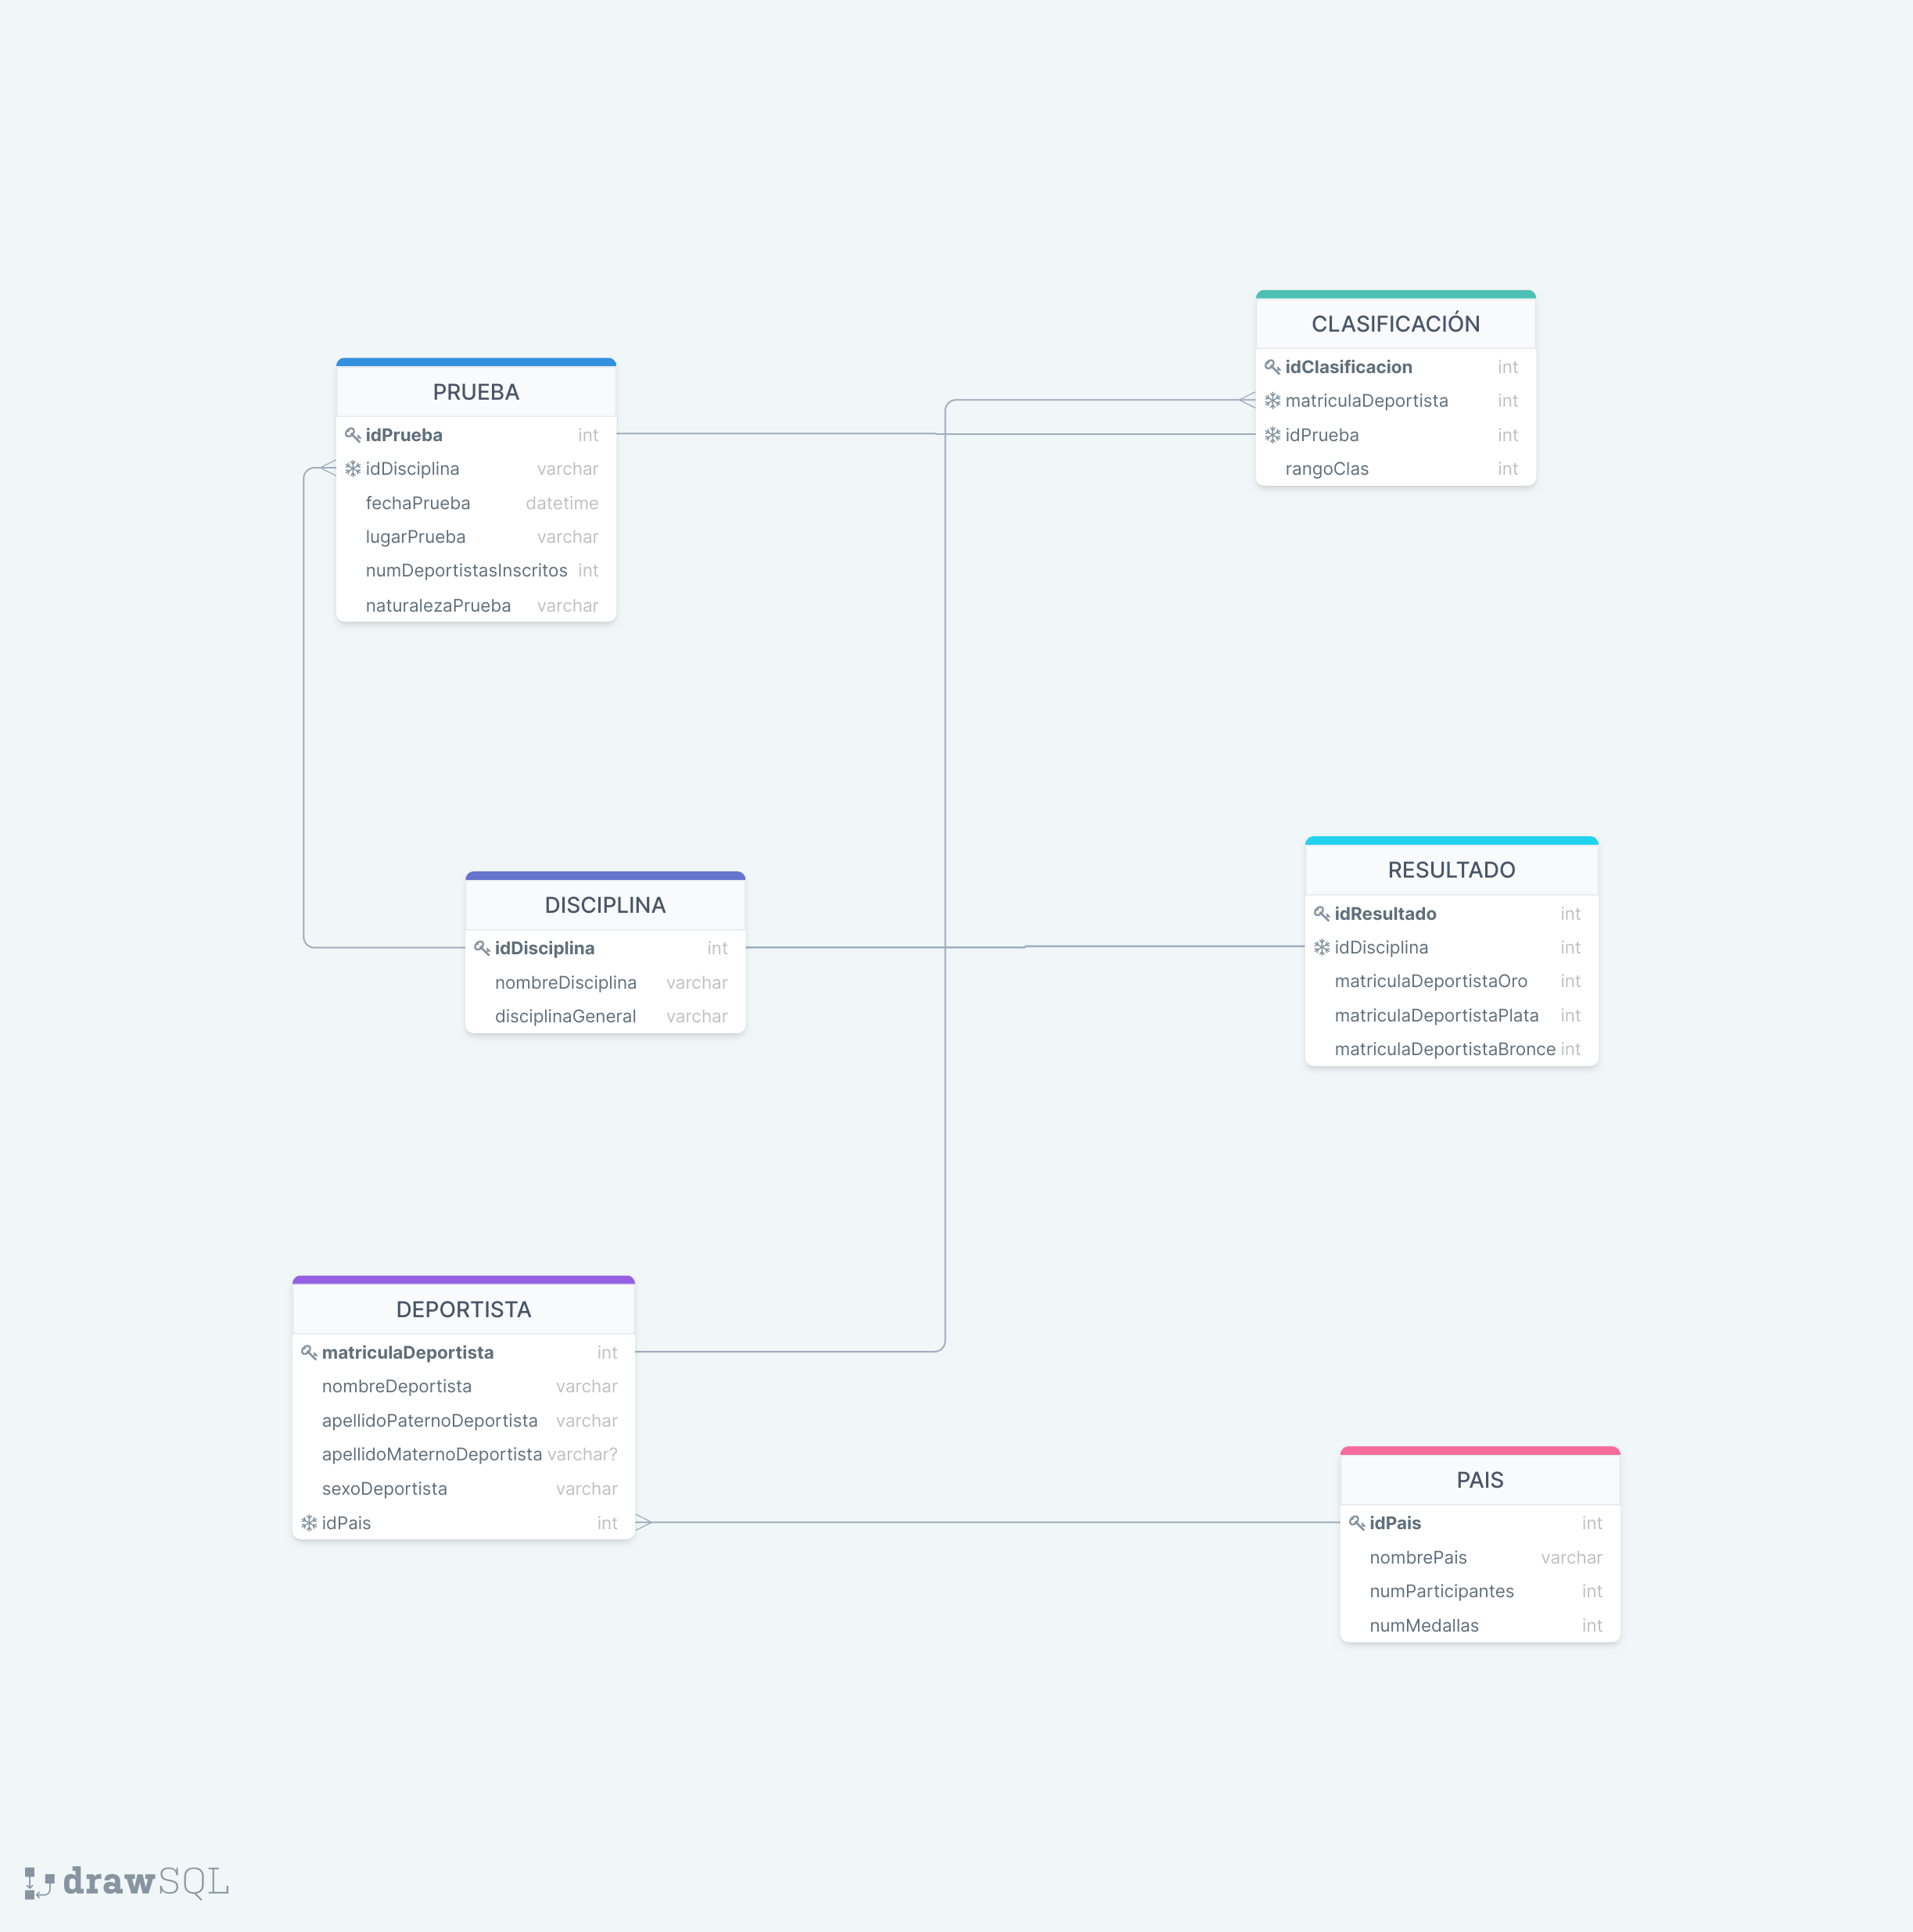 PRUEBA
idPrueba int
idDisciplina varchar
fechaPrueba datetime
lugarPrueba varchar
numDeportistasInscritos int
naturalezaPrueba varchar
CLASIFICACIÓN
idClasificacion int
matriculaDeportista int
idPrueba int
rangoClas int
DISCIPLINA
idDisciplina int
nombreDisciplina varchar
disciplinaGeneral varchar
RESULTADO
idResultado int
idDisciplina int
matriculaDeportistaOro int
matriculaDeportistaPlata int
matriculaDeportistaBronce int
DEPORTISTA
matriculaDeportista int
nombreDeportista varchar
apellidoPaternoDeportista varchar
apellidoMaternoDeportista varchar?
sexoDeportista varchar
idPais int
PAIS
idPais int
nombrePais varchar
numParticipantes int
numMedallas int
drawSQL